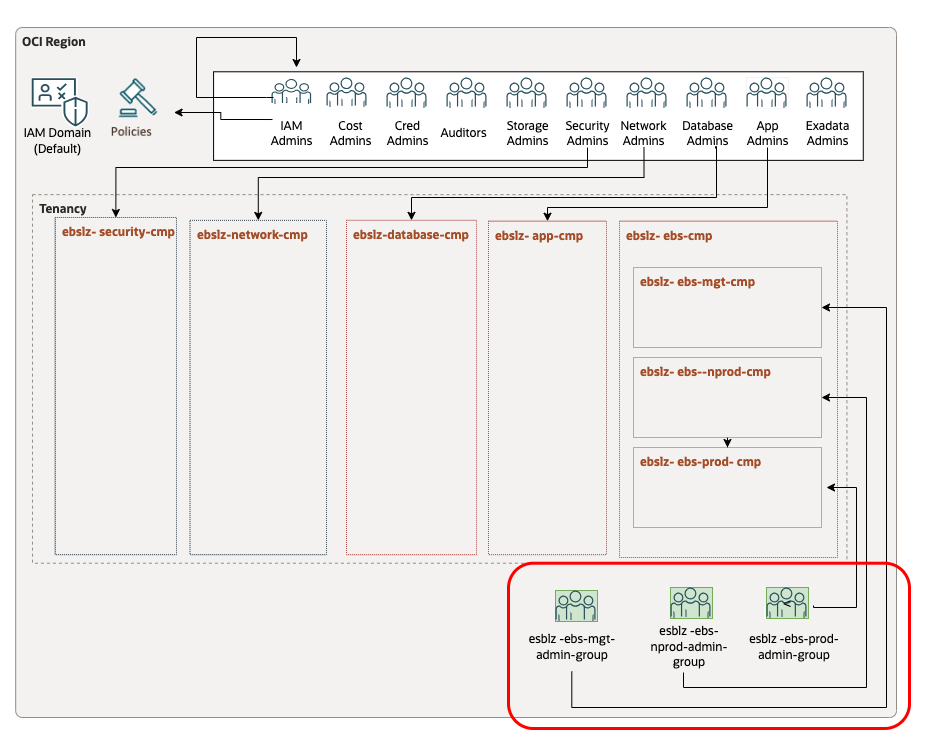 OCI Region
IAM Domain
(Default)
Policies
IAM
Admins
Cost
Admins
Cred
Admins
Auditors
Storage
Admins
Security
Admins
Network
Admins
Database
Admins
App
Admins
Exadata
Admins
Tenancy
ebslz- security-cmp
ebslz-network-cmp
ebslz-database-cmp
ebslz- app-cmp
ebslz- ebs-cmp
ebslz- ebs-mgt-cmp
ebslz- ebs--nprod-cmp
ebslz- ebs-prod- cmp
esblz -ebs-mgt-
admin-group
esblz -ebs-
nprod-admin-
group
esblz -ebs-prod-
admin-group